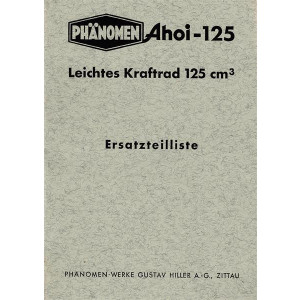 PHÄNOMEN Ahoi-125
Leichtes Kraftrad 125 cm³
Ersatzteilliste
PHÄNOMEN-WERKE GUSTAV HILLER A.-G., ZITTAU